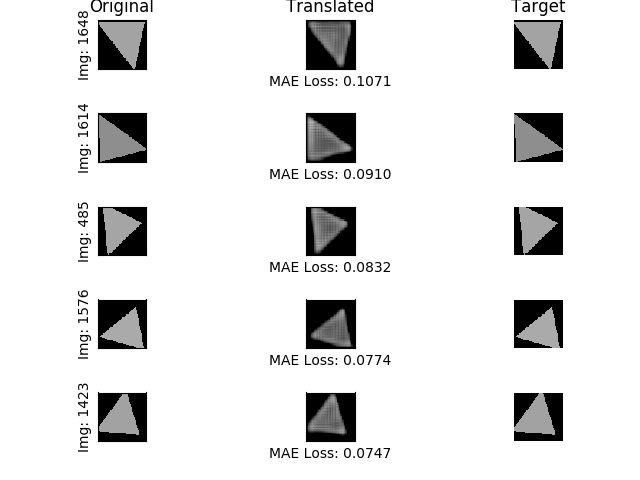 Original Translated Target
Img: 1648
MAE Loss: 0.1071
Img: 1614
MAE Loss: 0.0910
Img: 485
MAE Loss: 0.0832
Img: 1576
MAE Loss: 0.0774
Img: 1423
MAE Loss: 0.0747